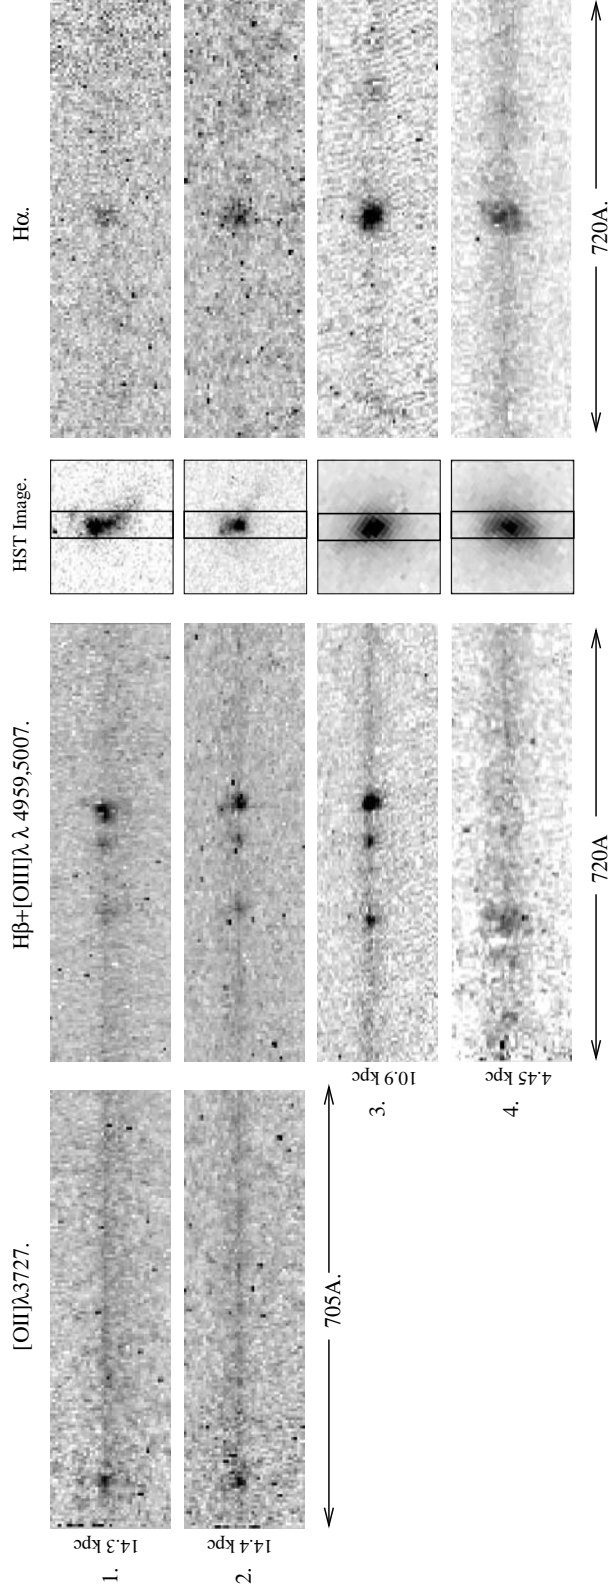 [OII]λ3727.
Hβ+[OIII]λ λ 4959,5007.
HST Image.
Hα.
1.
14.3 kpc
2.
14.4 kpc
705A.
3.
10.9 kpc
4.
4.45 kpc
720A
720A.